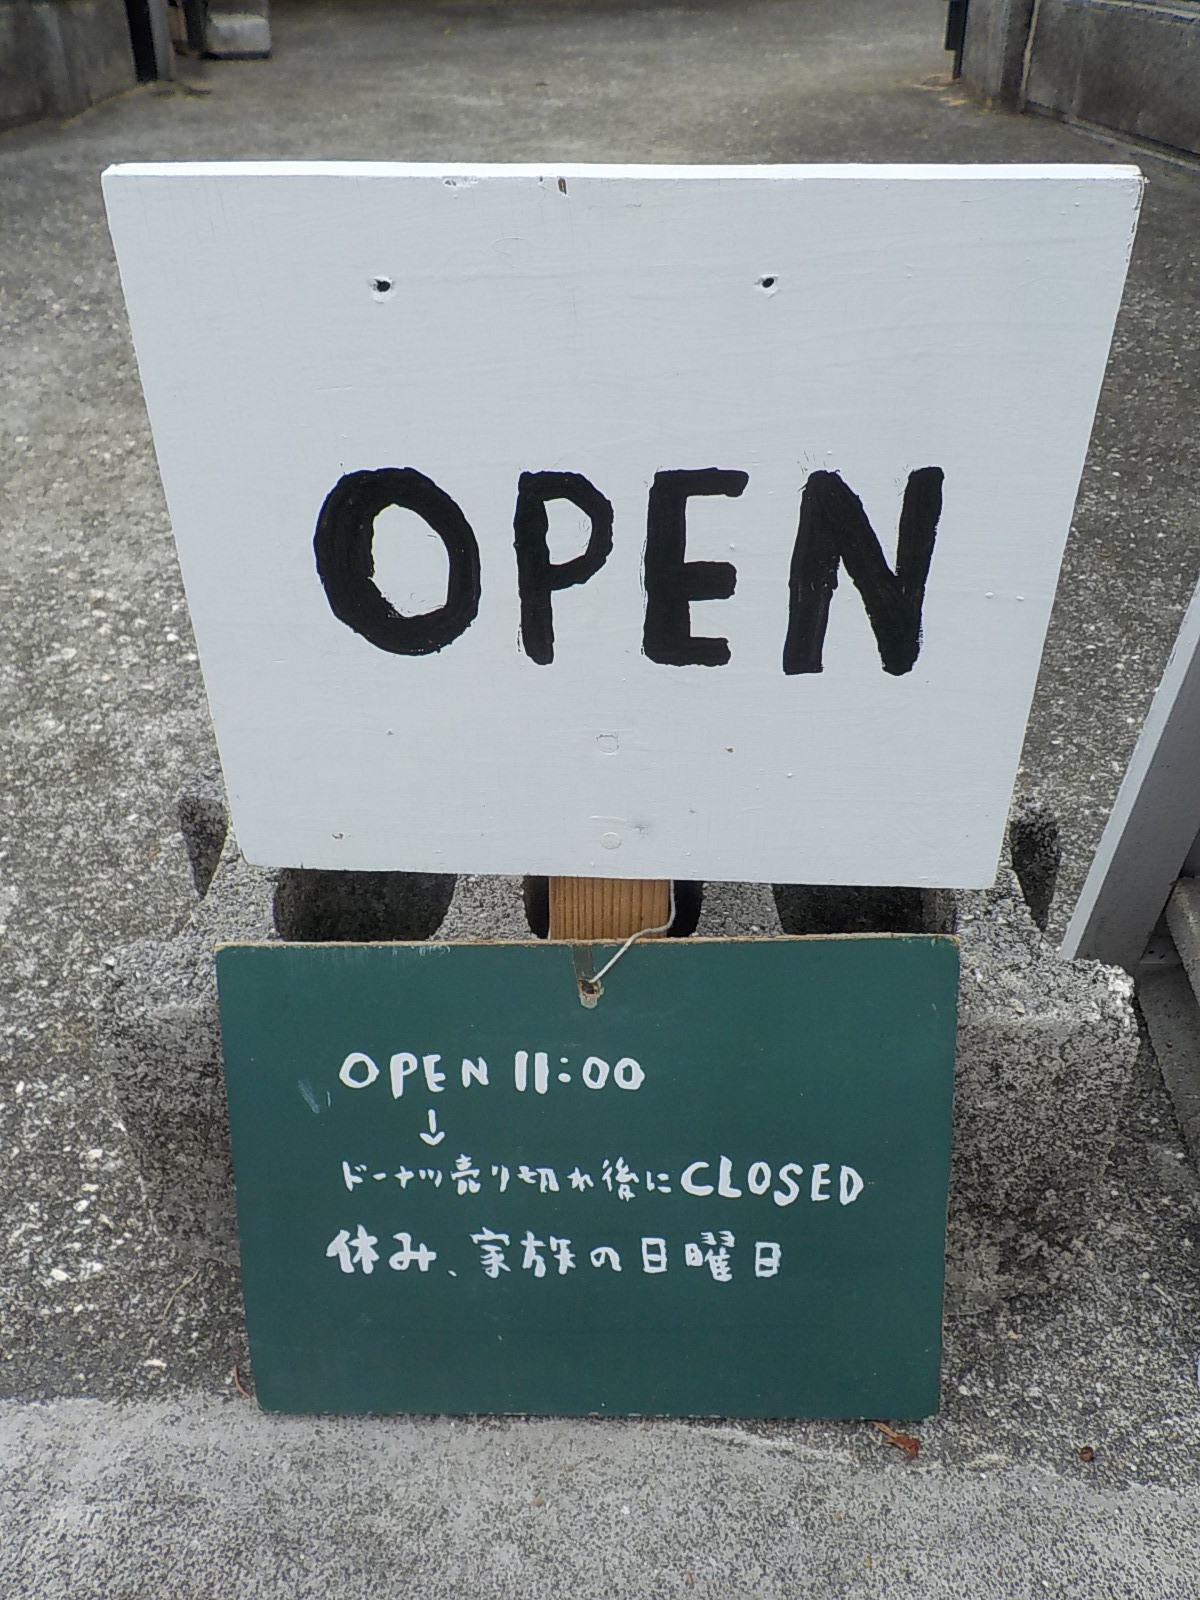 OPEN
OPEN 11:00
↓
ドーナツ売り切れ後にCLOSED
休み、家族の日曜日